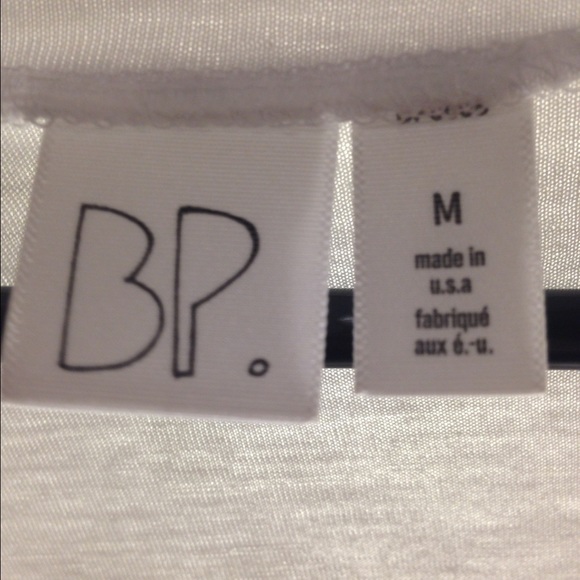 BP.
M
made in
u.s.a
fabriqué
aux é.-u.